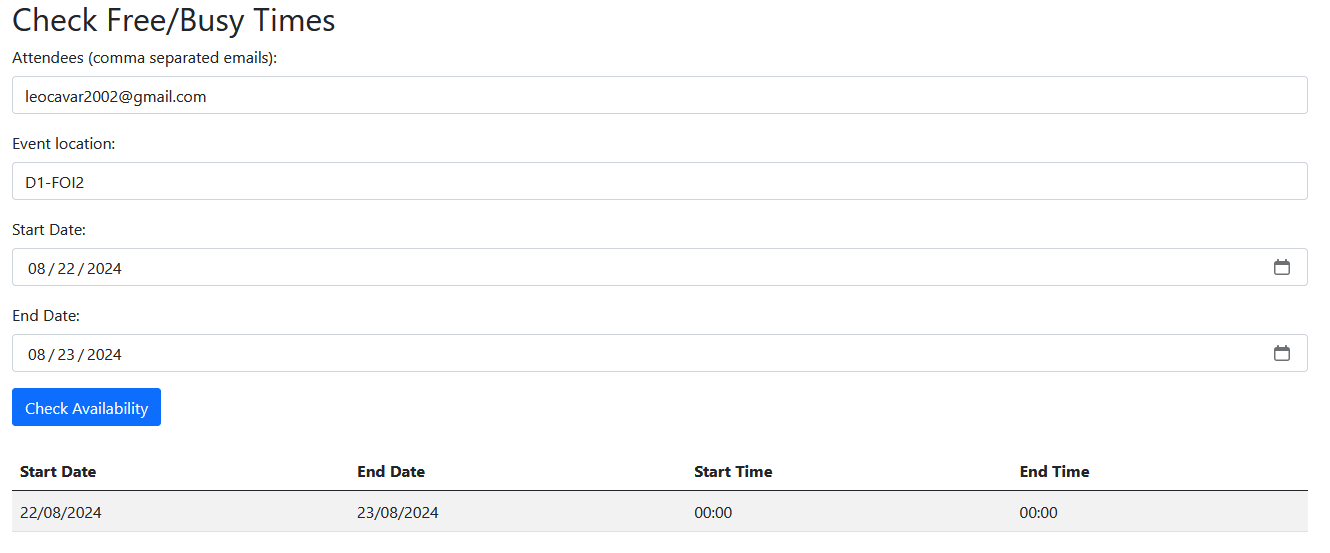 Check Free/Busy Times
Attendees (comma separated emails):
leocavar2002@gmail.com
Event location:
D1-FOI2
Start Date:
08/22/2024
End Date:
08/23/2024
Check Availability
Start Date End Date Start Time End Time
22/08/2024 23/08/2024 00:00 00:00